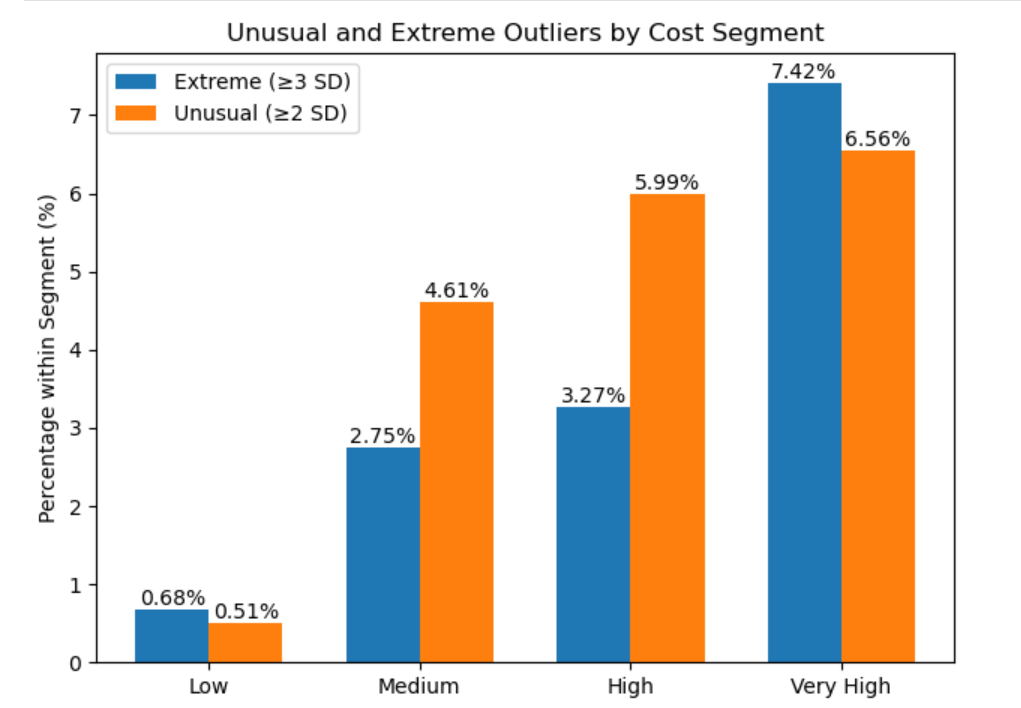 Unusual and Extreme Outliers by Cost Segment
Extreme (≥3 SD)
Unusual (≥2 SD)
Percentage within Segment (%)
7
6
5
4
3
2
1
0
0.68%
0.51%
2.75%
4.61%
3.27%
5.99%
7.42%
6.56%
Low
Medium
High
Very High